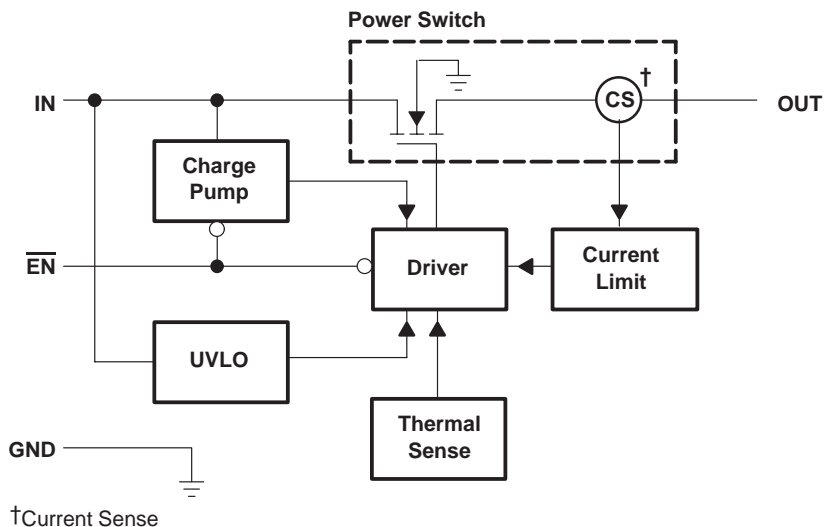 Power Switch
†
IN
CS
OUT
Charge
Pump
EN
Driver
Current
Limit
UVLO
Thermal
Sense
GND
†Current Sense